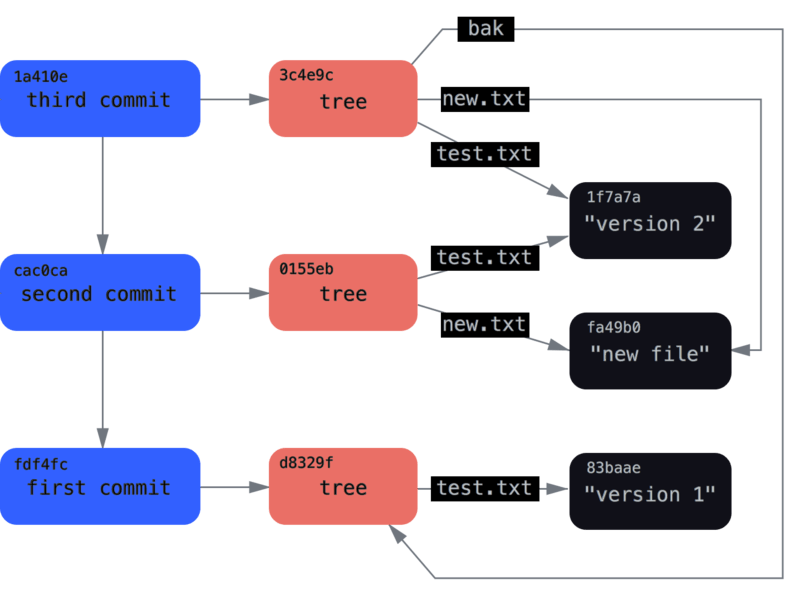 bak
1a410e
third commit
3c4e9c
tree
new.txt
test.txt
1f7a7a
"version 2"
cac0ca
second commit
0155eb
tree
test.txt
new.txt
fa49b0
"new file"
fdf4fc
first commit
d8329f
tree
test.txt
83baae
"version 1"